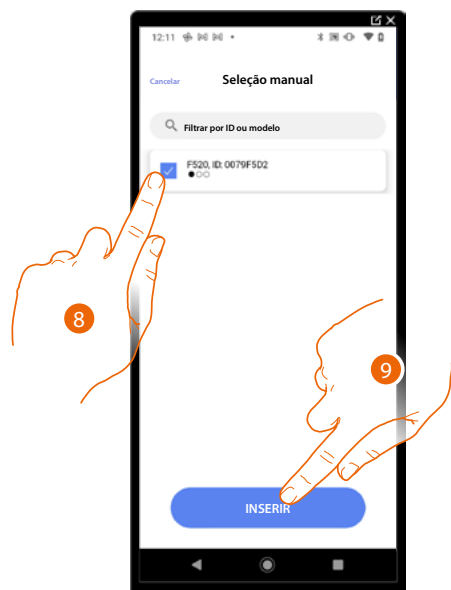 12:11
Cancelar
Seleção manual
Filtrar por ID ou modelo
F520, ID: 0079F5D2
8
9
INSERIR